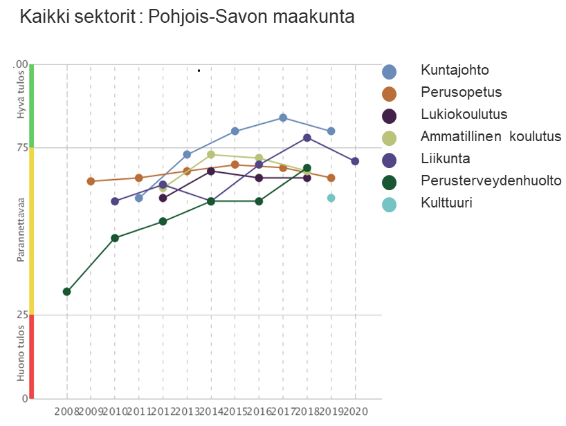 Kaikki sektorit : Pohjois-Savon maakunta
.00
Hyvä tulos
75
Parannettavaa
25
Huono tulos
0
2008 2009 2010 2011 2012 2013 2014 2015 2016 2017 2018 2019 2020
Kuntajohto
Perusopetus
Lukiokoulutus
Ammatillinen koulutus
Liikunta
Perusterveydenhuolto
Kulttuuri